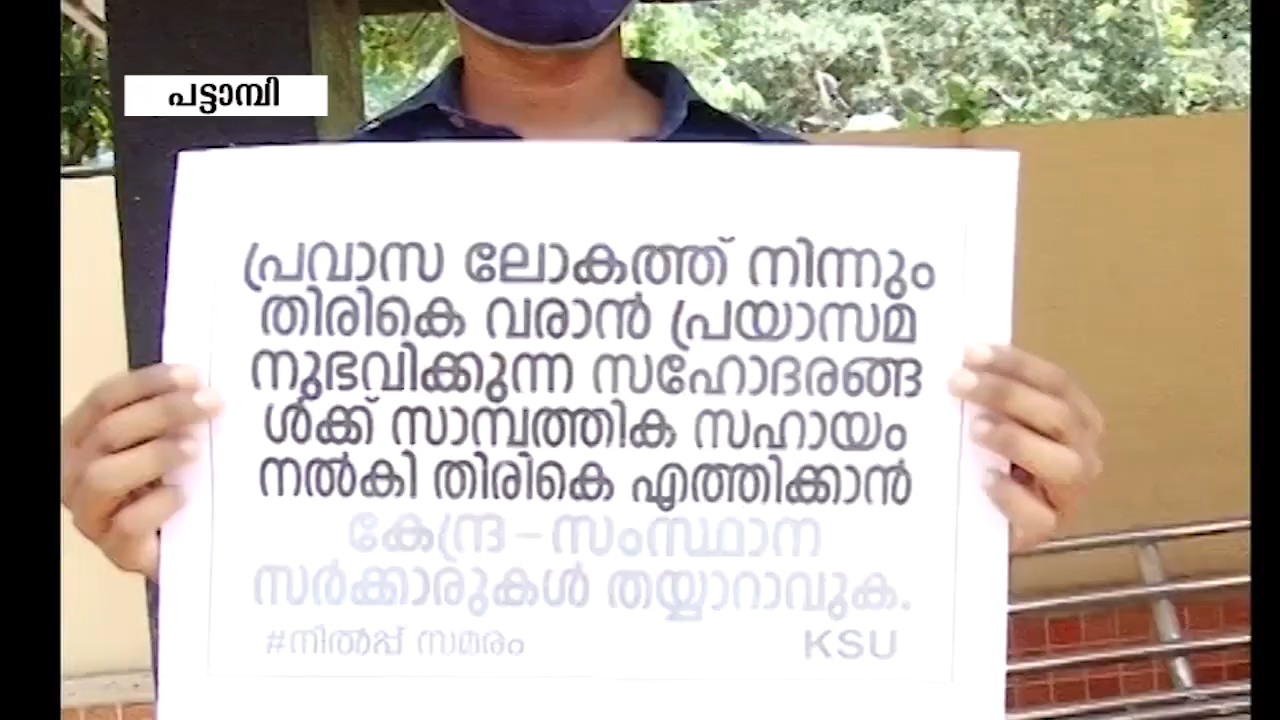 പട്ടാമ്പി
പ്രവാസ ലോകത്ത് നിന്നും
തിരികെ വരാൻ പ്രയാസമ
നുഭവിക്കുന്ന സഹോദരങ്ങ
ൾക്ക് സാമ്പത്തിക സഹായം
നൽകി തിരികെ എത്തിക്കാൻ
കേന്ദ്ര-സംസ്ഥാന
സർക്കാരുകൾ തയ്യാറാവൂക.
#നിൽപ്പ് സമരം KSU